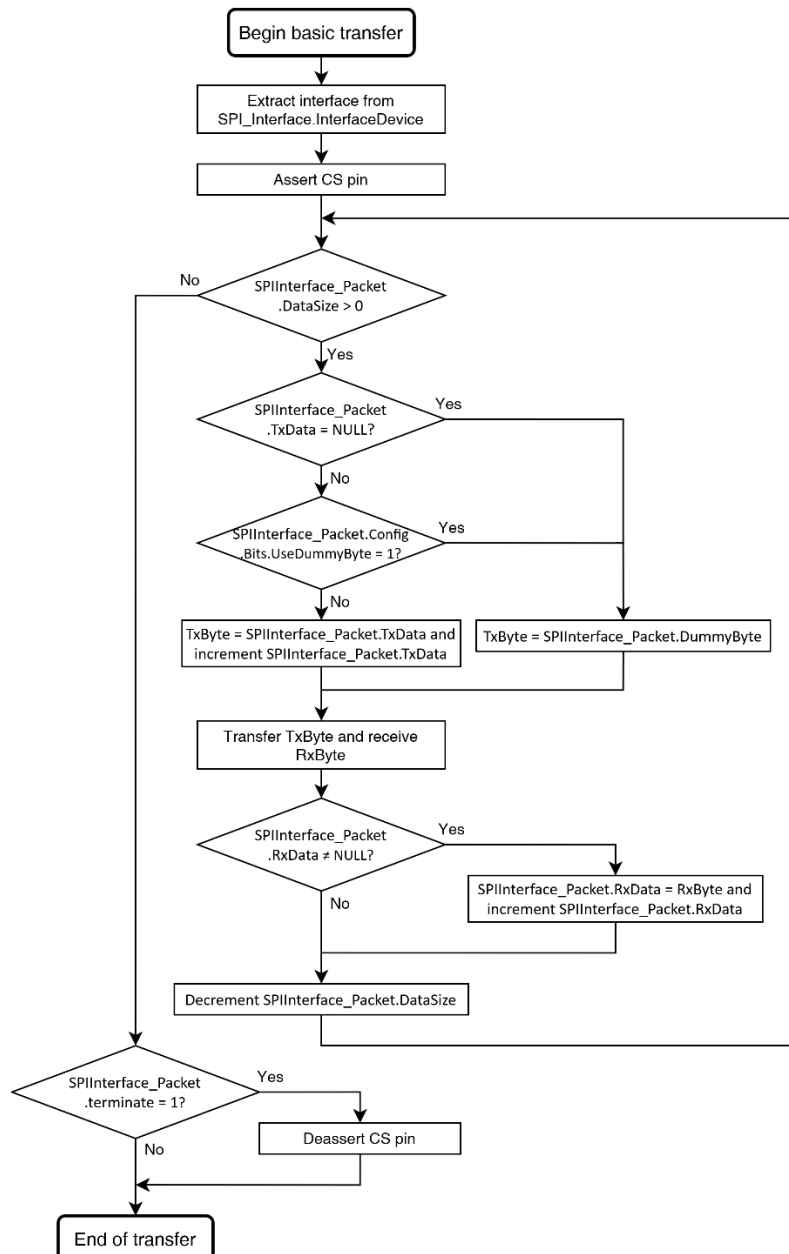 Begin basic transfer
Extract interface from
SPI_Interface.InterfaceDevice
Assert CS pin
No
SPIInterface_Packet
.DataSize > 0
Yes
SPIInterface_Packet
.TxData = NULL?
Yes
No
SPIInterface_Packet.Config
.Bits.UseDummyByte = 1?
Yes
No
TxByte = SPIInterface_Packet.TxData and
increment SPIInterface_Packet.TxData
TxByte = SPIInterface_Packet.DummyByte
Transfer TxByte and receive
RxByte
SPIInterface_Packet
.RxData ≠ NULL?
Yes
No
SPIInterface_Packet.RxData = RxByte and
increment SPIInterface_Packet.RxData
Decrement SPIInterface_Packet.DataSize
SPIInterface_Packet
.terminate = 1?
Yes
No
Deassert CS pin
End of transfer